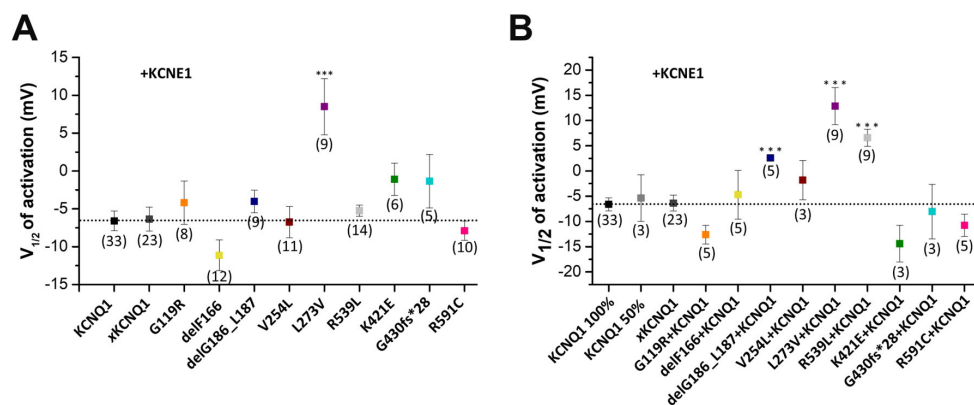 A
+KCNE1
V1/2 of activation (mV)
15
10
5
0
-5
-10
-15
***
(33)
(23)
(8)
(12)
(9)
(11)
(9)
(14)
(6)
(5)
(10)
KCNQ1
xKCNQ1
G119R
delF166
delG186_L187
V254L
L273V
R539L
K421E
G430fs*28
R591C
B
+KCNE1
V1/2 of activation (mV)
20
15
10
5
0
-5
-10
-15
-20
***
***
***
(33)
(3)
(23)
(5)
(5)
(5)
(3)
(9)
(9)
(3)
(5)
(5)
KCNQ1 100%
KCNQ1 50%
xKCNQ1
G119R+KCNQ1
delF166+KCNQ1
delG186_L187+KCNQ1
V254L+KCNQ1
L273V+KCNQ1
R539L+KCNQ1
K421E+KCNQ1
G430fs*28+KCNQ1
R591C+KCNQ1